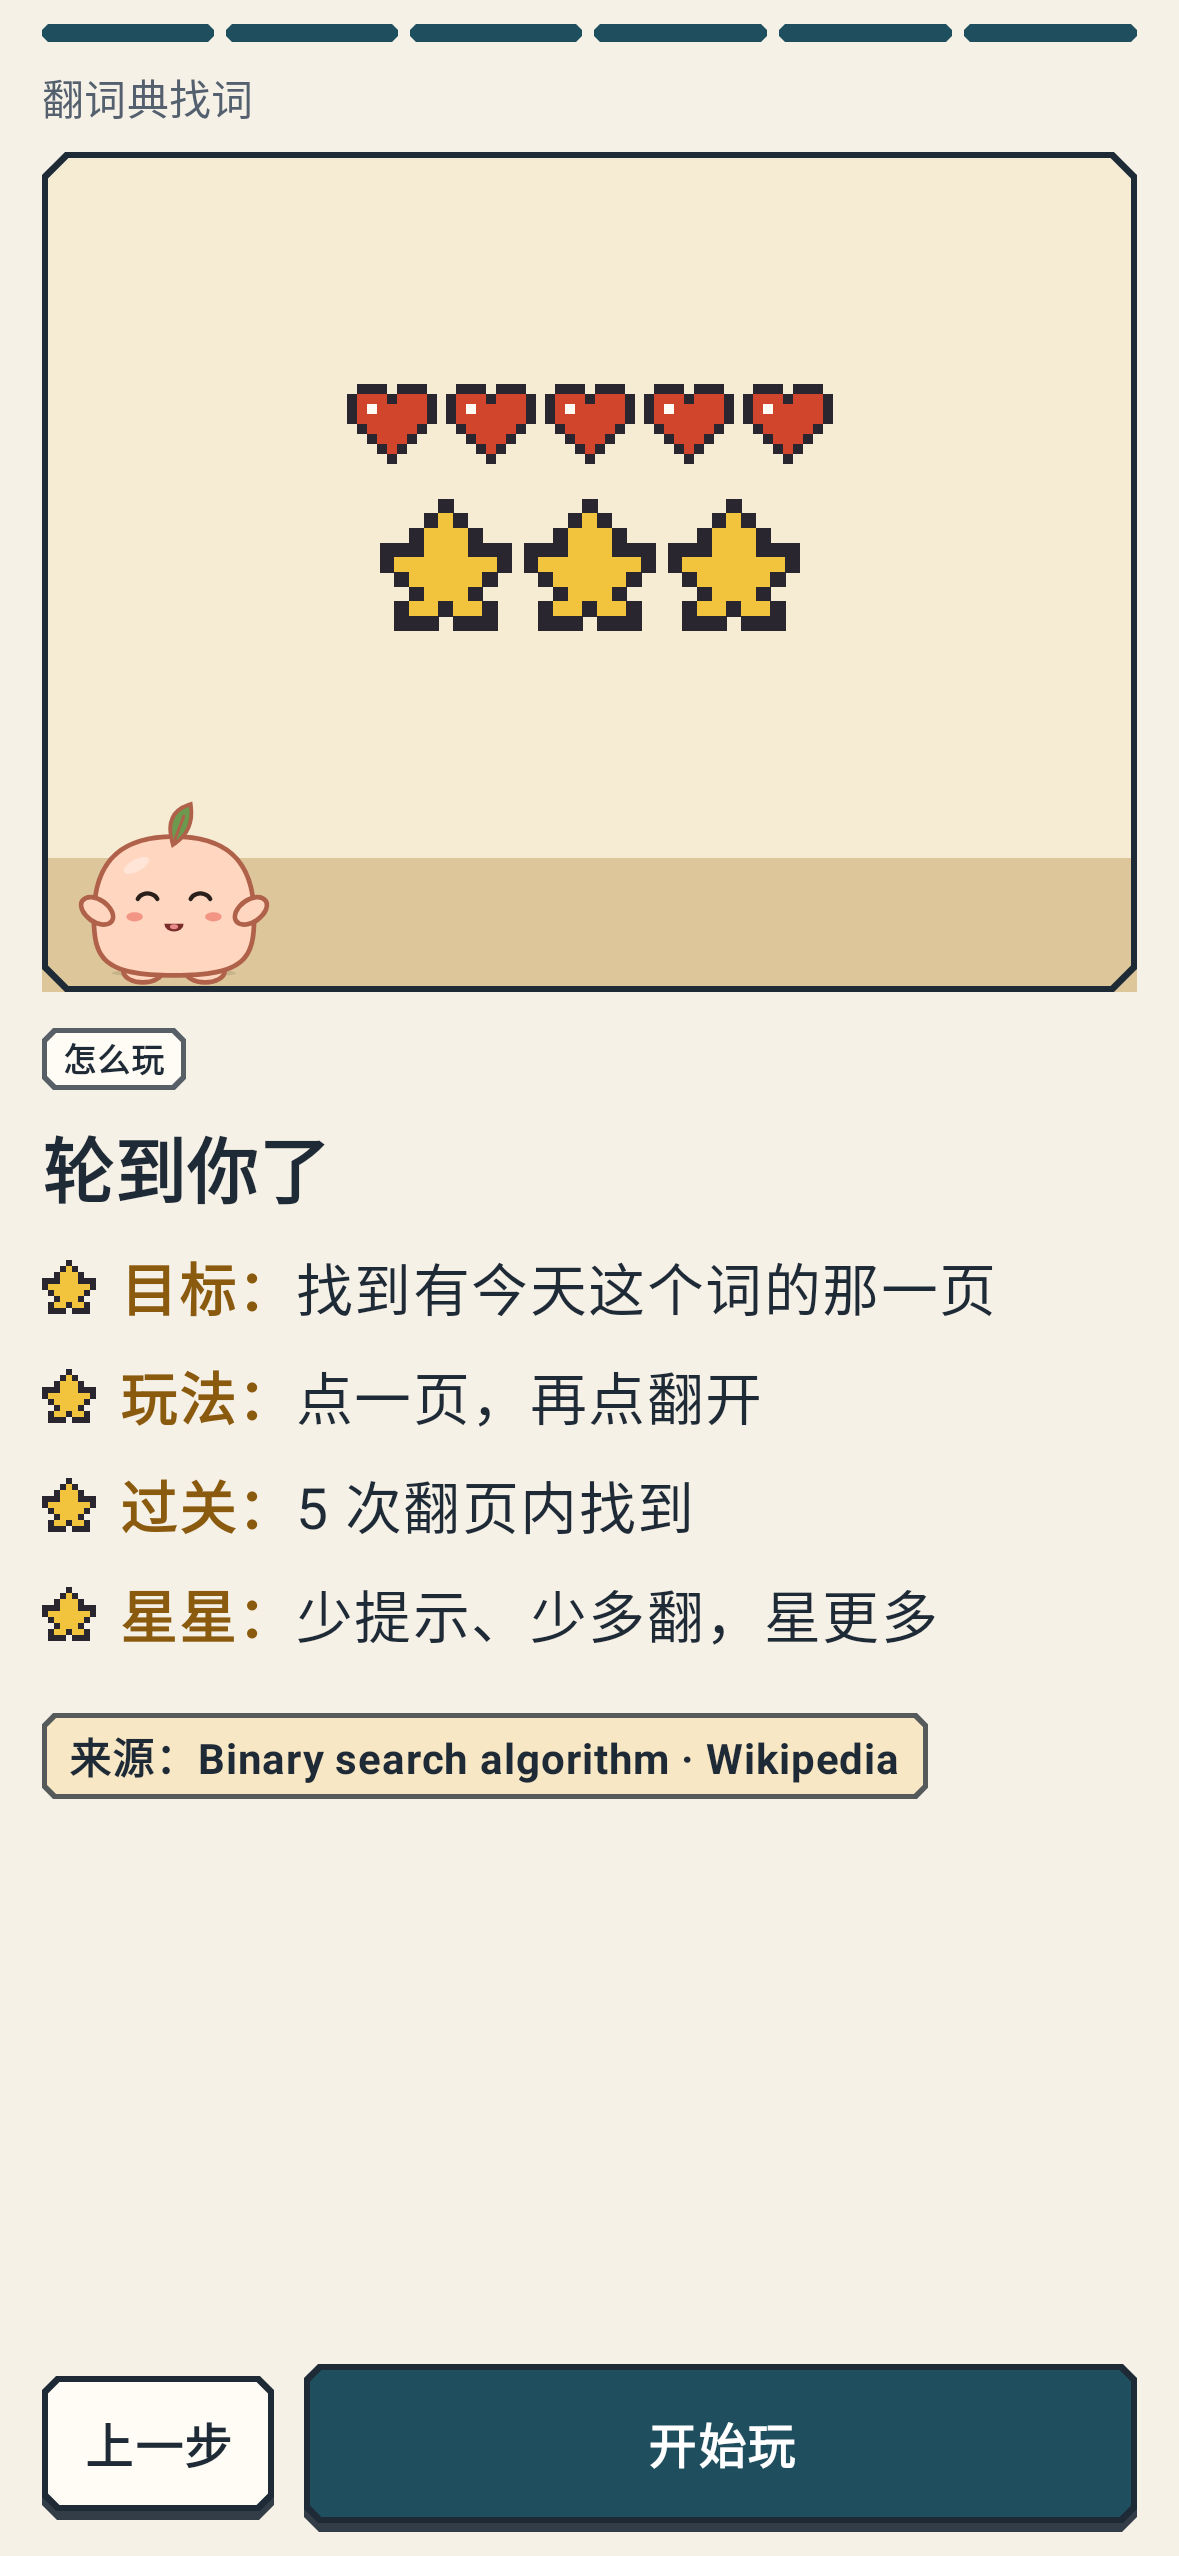 翻词典找词
怎么玩
轮到你了
目标：找到有今天这个词的那一页
玩法：点一页，再点翻开
过关：5 次翻页内找到
星星：少提示、少多翻，星更多
来源：Binary search algorithm · Wikipedia
上一步
开始玩